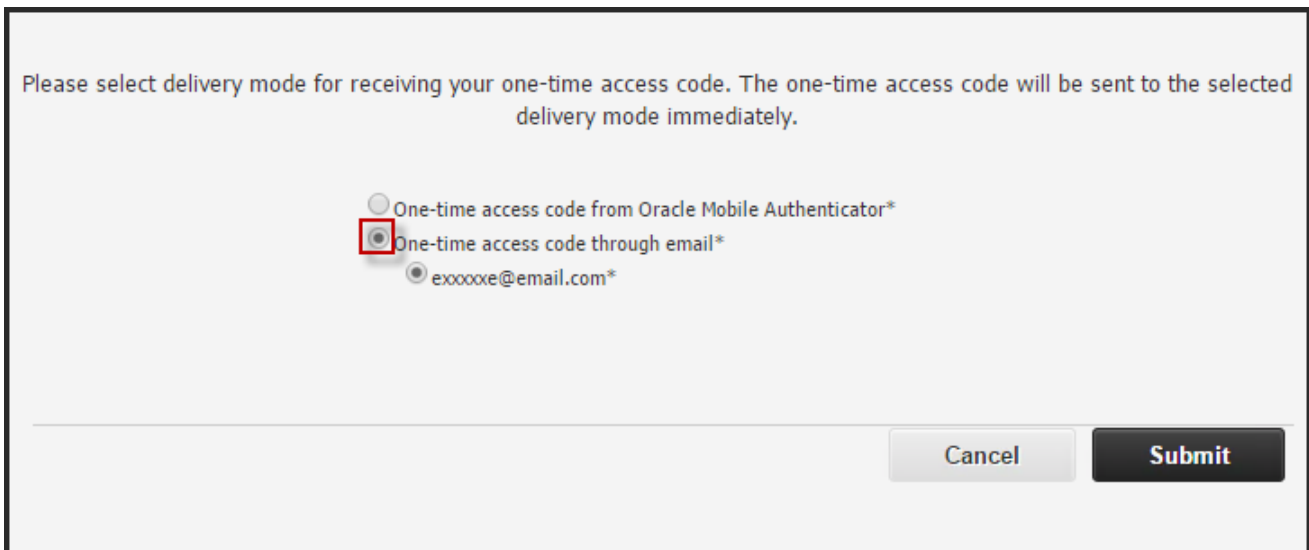 Please select delivery mode for receiving your one-time access code. The one-time access code will be sent to the selected
delivery mode immediately.
One-time access code from Oracle Mobile Authenticator*
One-time access code through email*
exxxxxe@email.com*
Cancel Submit